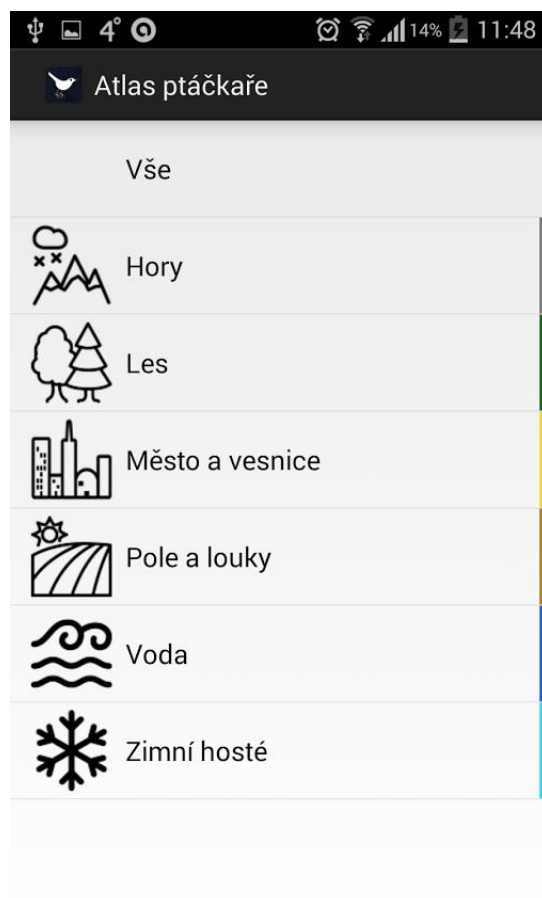 4° 14% 11:48
Atlas ptáčkaře
Vše
Hory
Les
Město a vesnice
Pole a louky
Voda
Zimní hosté